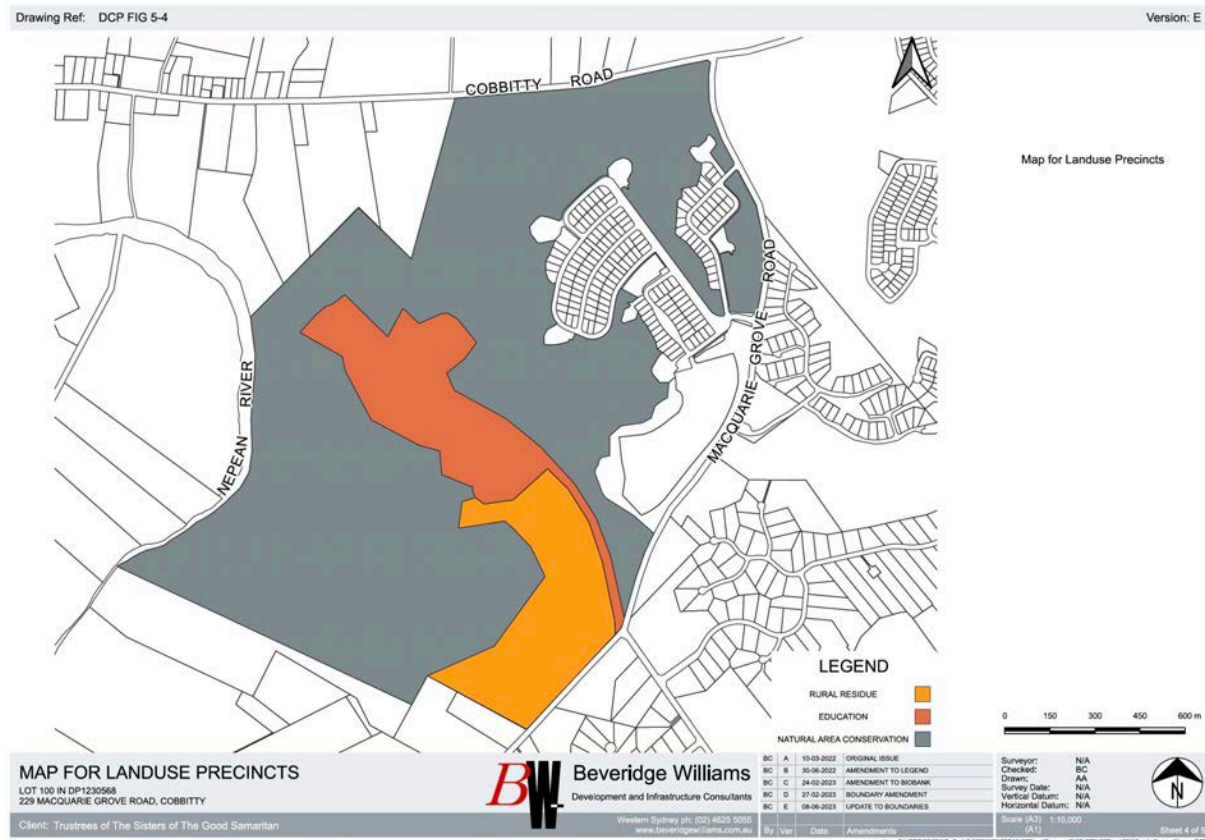 Drawing Ref: DCP FIG 5-4
Version: E
COBBITTY ROAD
Map for Landuse Precincts
MACQUARIE GROVE ROAD
NEPEAN RIVER
LEGEND
RURAL RESIDUE
EDUCATION
NATURAL AREA CONSERVATION
0 150 300 450 600 m
MAP FOR LANDUSE PRECINCTS
LOT 100 IN DP1230568
229 MACQUARIE GROVE ROAD, COBBITTY
Client: Trustees of The Sisters of The Good Samaritan
BW
Beveridge Williams
Development and Infrastructure Consultants
Western Sydney ph: (02) 4625 5055
www.beveridgewilliams.com.au
BC A 10-03-2022 ORIGINAL ISSUE
BC B 30-06-2022 AMENDMENT TO LEGEND
BC C 24-02-2023 AMENDMENT TO BIOBANK
BC D 27-02-2023 BOUNDARY AMENDMENT
BC E 08-06-2023 UPDATE TO BOUNDARIES
By Ver Date Amendments
Surveyor: N/A
Checked: BC
Drawn: AA
Survey Date: N/A
Vertical Datum: N/A
Horizontal Datum: N/A
Scale (A3) 1:10,000
(A1)
N
Sheet 4 of 5